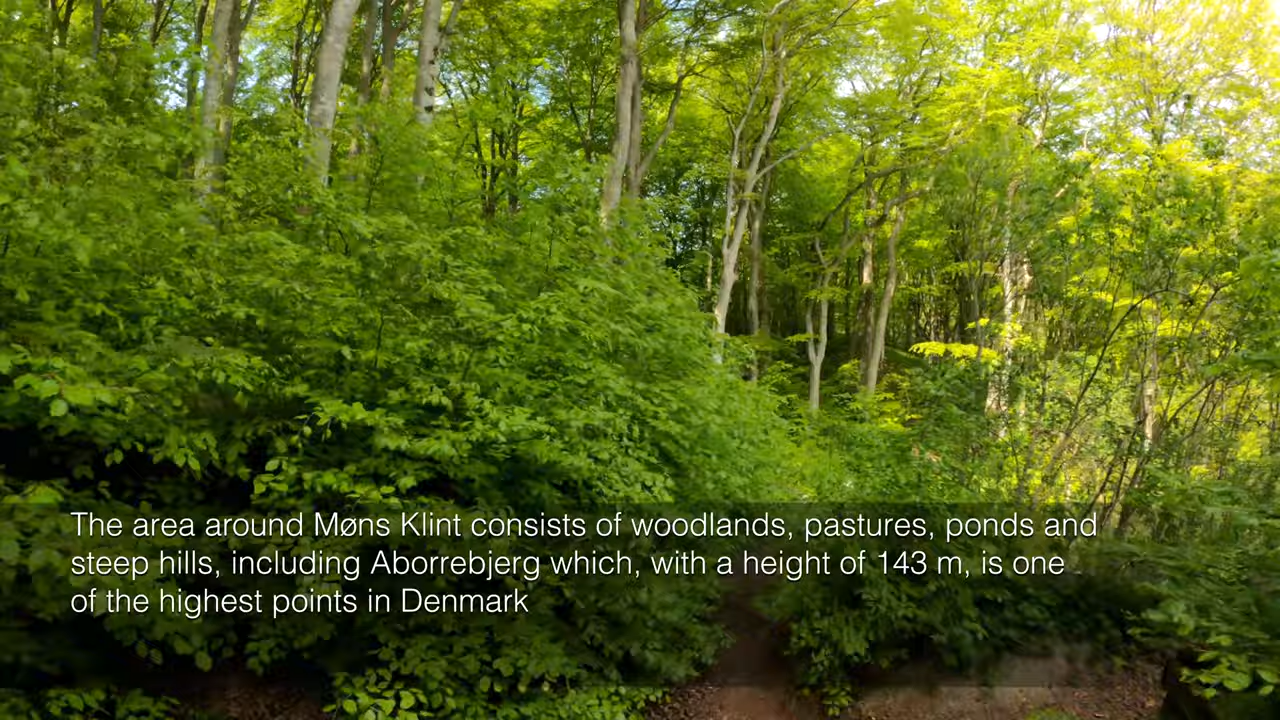 The area around Møns Klint consists of woodlands, pastures, ponds and
steep hills, including Aborrebjerg which, with a height of 143 m, is one
of the highest points in Denmark